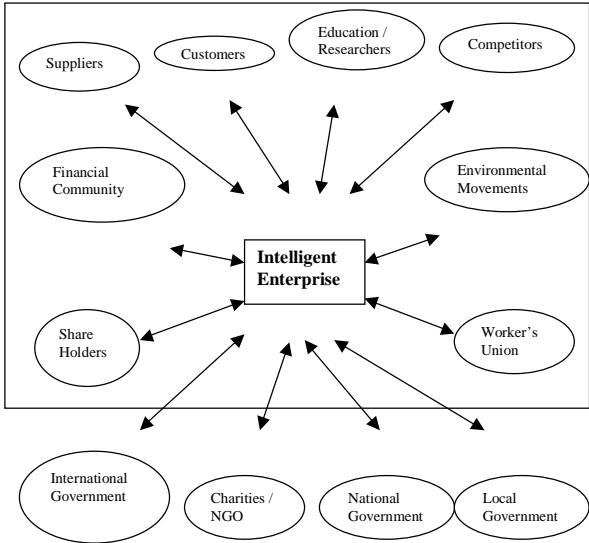 Suppliers
Customers
Education /
Researchers
Competitors
Financial
Community
Environmental
Movements
Intelligent
Enterprise
Share
Holders
Worker's
Union
International
Government
Charities /
NGO
National
Government
Local
Government